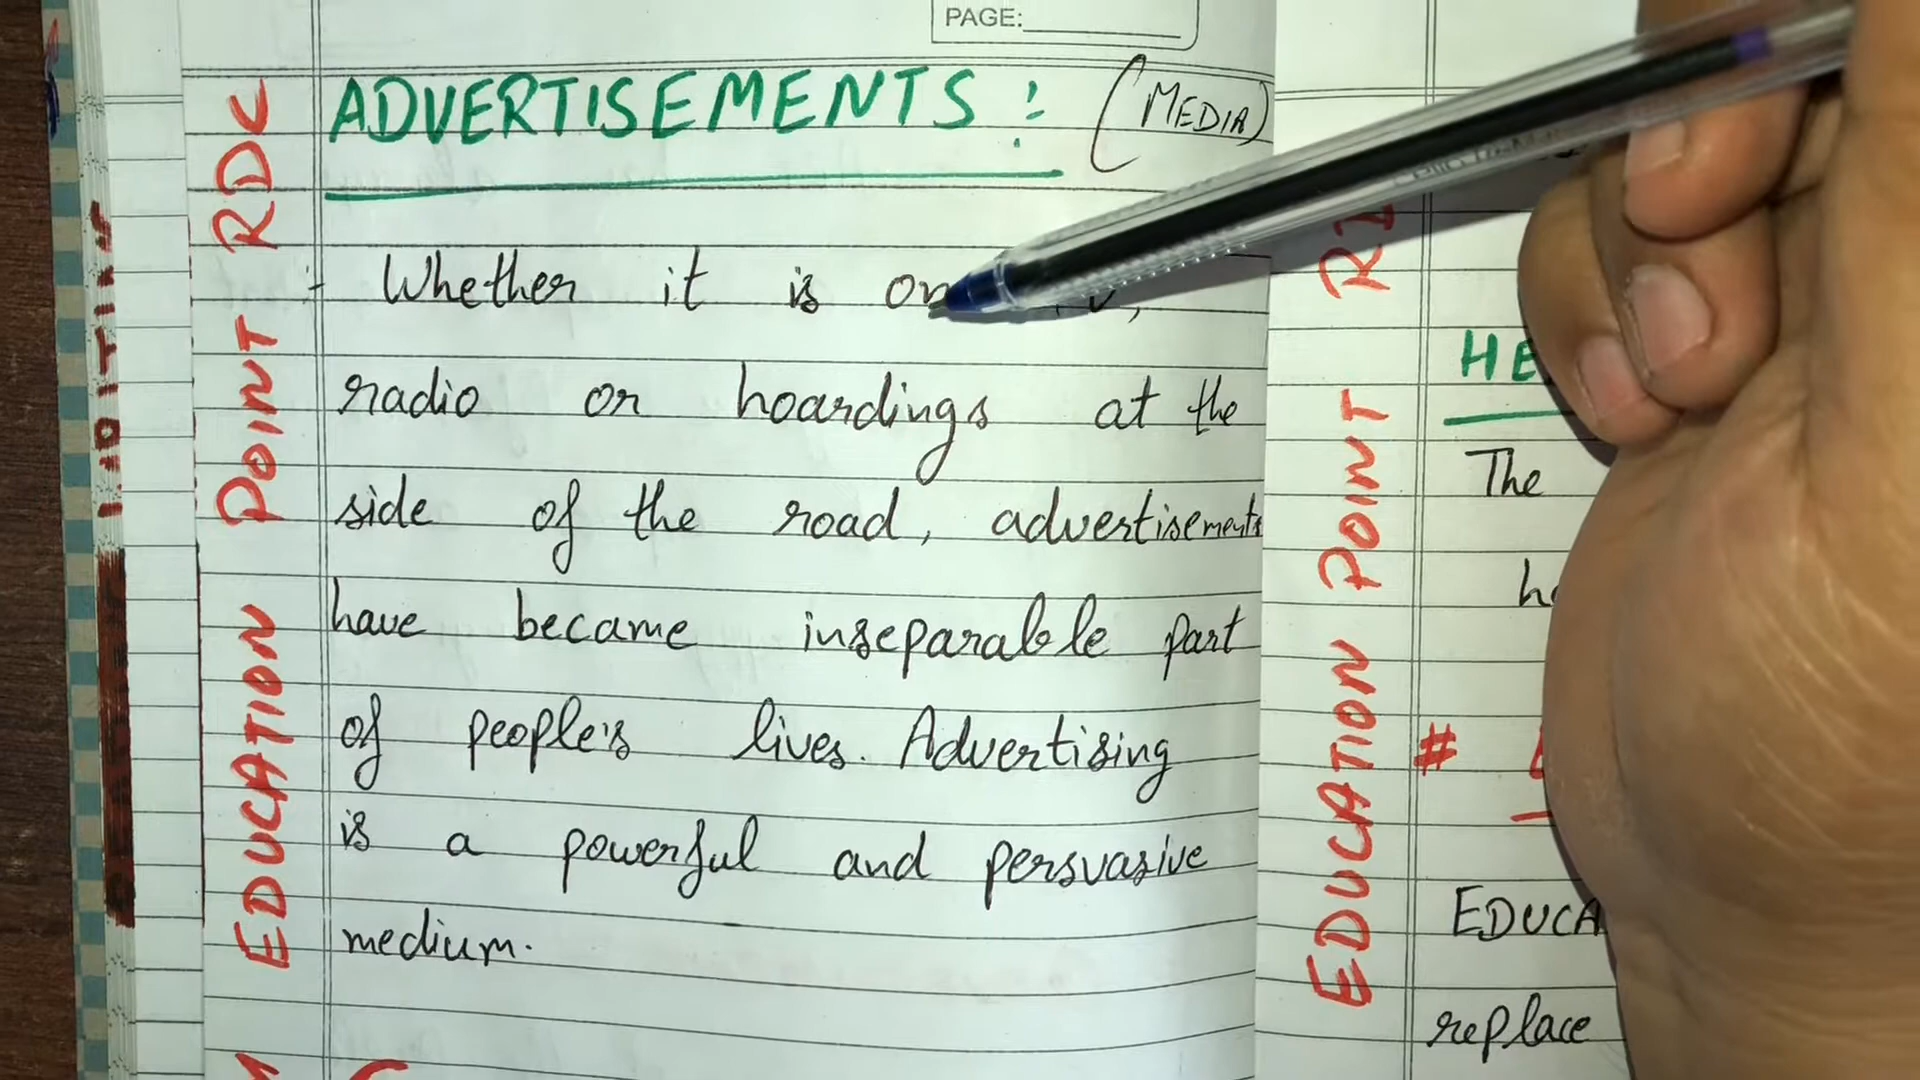 PAGE:
ADVERTISEMENTS : (MEDIA)
Whether it is on
radio or hoardings at the
side of the road, advertisements
have became inseparable part
of people's lives. Advertising
is a powerful and persuasive
medium.
EDUCATION POINT RDC
EDUCATION POINT
The
#
replace